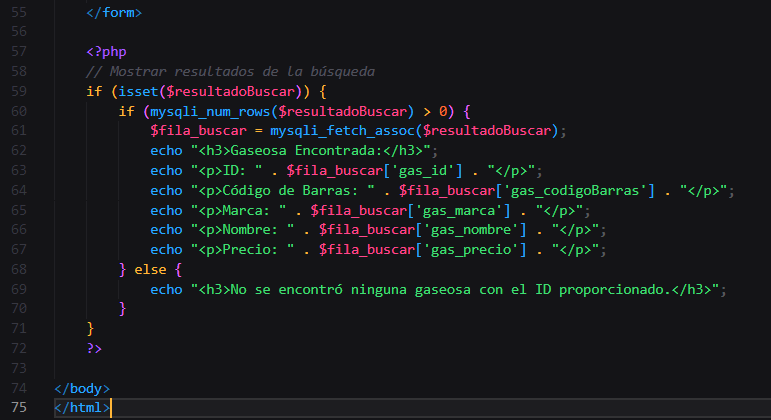 55 </form>
56
57 <?php
58 // Mostrar resultados de la búsqueda
59 if (isset($resultadoBuscar)) {
60 if (mysqli_num_rows($resultadoBuscar) > 0) {
61 $fila_buscar = mysqli_fetch_assoc($resultadoBuscar);
62 echo "<h3>Gaseosa Encontrada:</h3>";
63 echo "<p>ID: " . $fila_buscar['gas_id'] . "</p>";
64 echo "<p>Código de Barras: " . $fila_buscar['gas_codigoBarras'] . "</p>";
65 echo "<p>Marca: " . $fila_buscar['gas_marca'] . "</p>";
66 echo "<p>Nombre: " . $fila_buscar['gas_nombre'] . "</p>";
67 echo "<p>Precio: " . $fila_buscar['gas_precio'] . "</p>";
68 } else {
69 echo "<h3>No se encontró ninguna gaseosa con el ID proporcionado.</h3>";
70 }
71 }
72 ?>
73
74 </body>
75 </html>